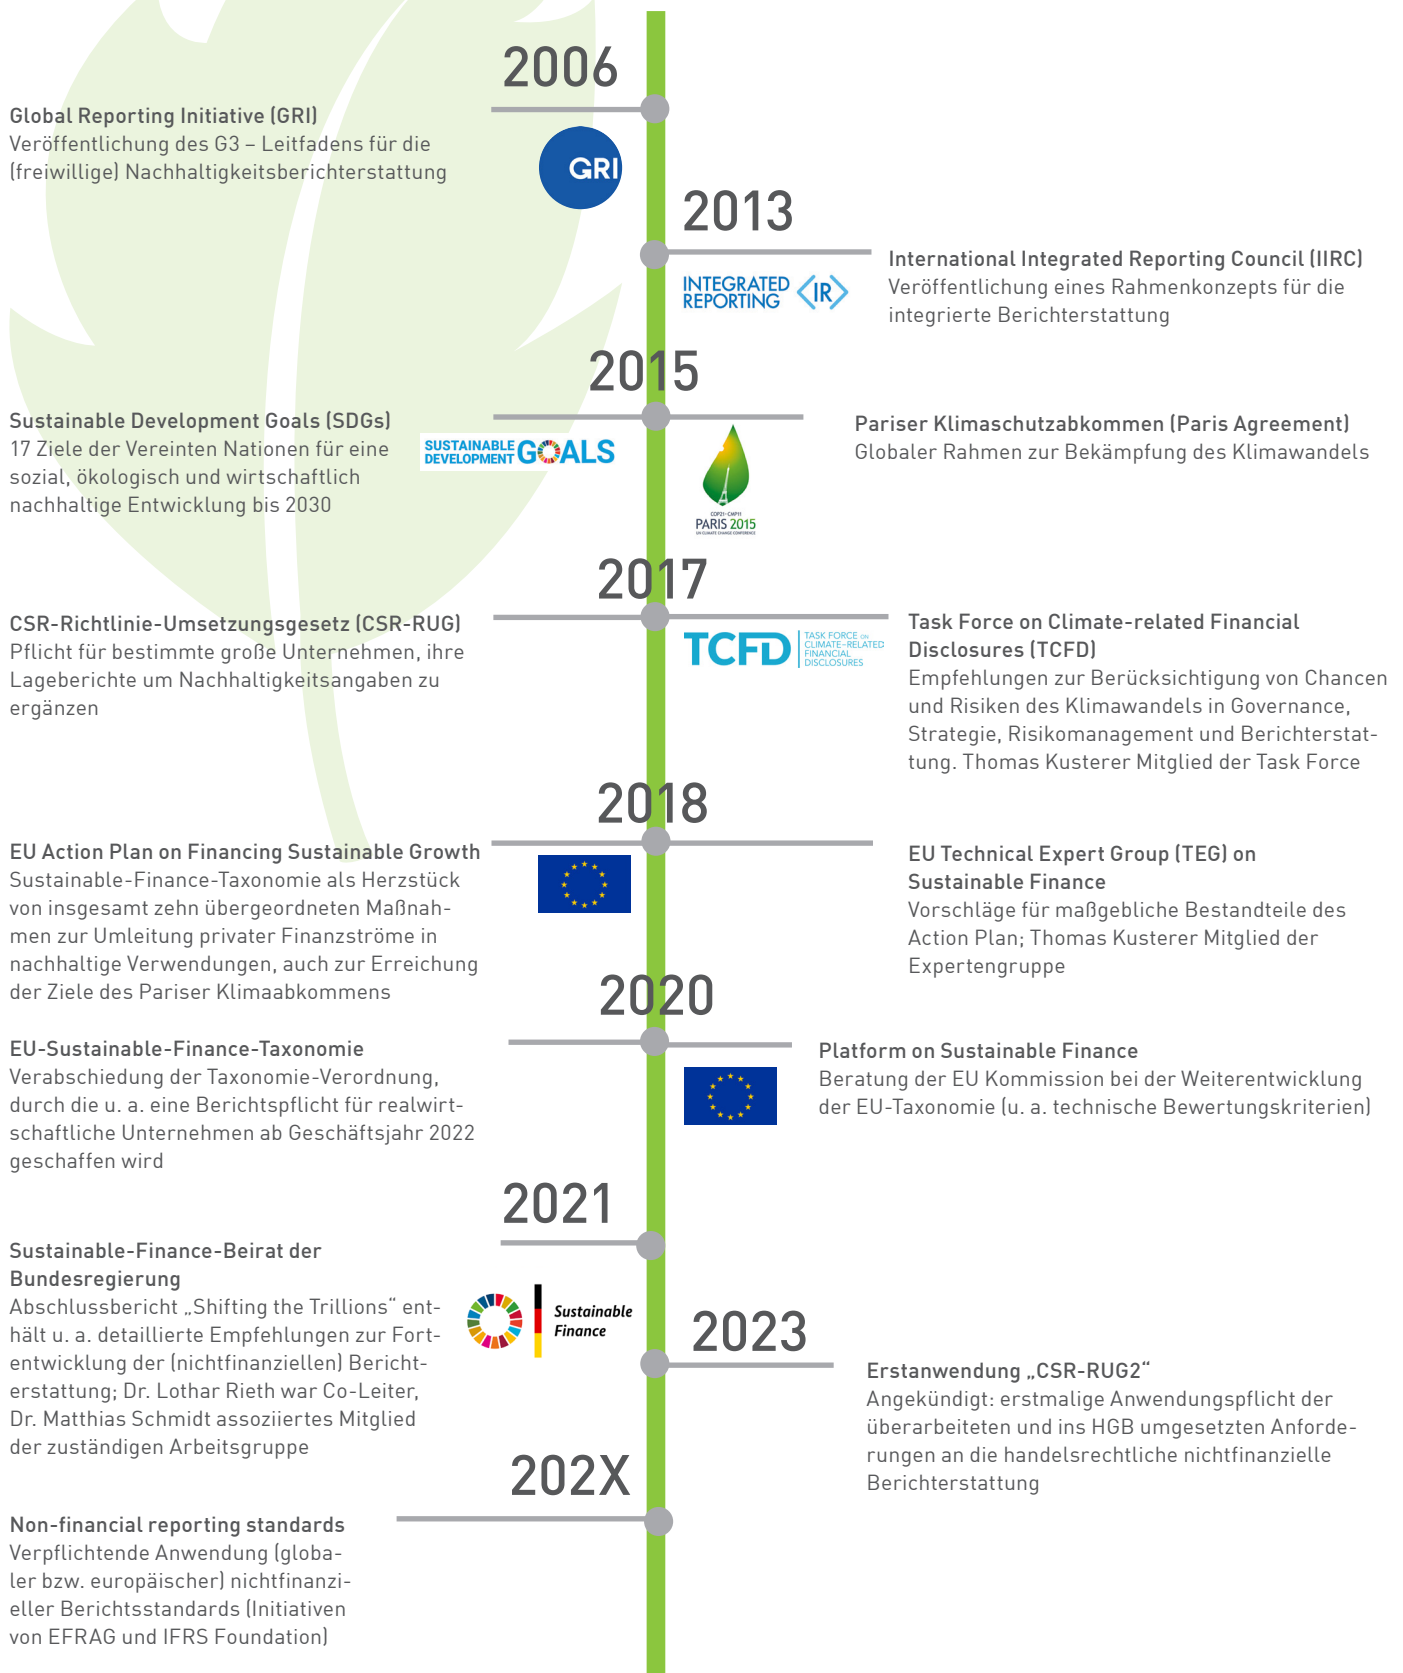 2006
Global Reporting Initiative (GRI)
Veröffentlichung des G3 – Leitfadens für die
(freiwillige) Nachhaltigkeitsberichterstattung
GRI
2013
INTEGRATED
REPORTING
IR
International Integrated Reporting Council (IIRC)
Veröffentlichung eines Rahmenkonzepts für die
integrierte Berichterstattung
2015
Sustainable Development Goals (SDGs)
17 Ziele der Vereinten Nationen für eine
sozial, ökologisch und wirtschaftlich
nachhaltige Entwicklung bis 2030
SUSTAINABLE
DEVELOPMENT
GOALS
COP21-CMP11
PARIS 2015
UN CLIMATE CHANGE CONFERENCE
Pariser Klimaschutzabkommen (Paris Agreement)
Globaler Rahmen zur Bekämpfung des Klimawandels
2017
CSR-Richtlinie-Umsetzungsgesetz (CSR-RUG)
Pflicht für bestimmte große Unternehmen, ihre
Lageberichte um Nachhaltigkeitsangaben zu
ergänzen
TCFD
TASK FORCE ON
CLIMATE-RELATED
FINANCIAL
DISCLOSURES
Task Force on Climate-related Financial
Disclosures (TCFD)
Empfehlungen zur Berücksichtigung von Chancen
und Risiken des Klimawandels in Governance,
Strategie, Risikomanagement und Berichterstat-
tung. Thomas Kusterer Mitglied der Task Force
2018
EU Action Plan on Financing Sustainable Growth
Sustainable-Finance-Taxonomie als Herzstück
von insgesamt zehn übergeordneten Maßnah-
men zur Umleitung privater Finanzströme in
nachhaltige Verwendungen, auch zur Erreichung
der Ziele des Pariser Klimaabkommens
EU Technical Expert Group (TEG) on
Sustainable Finance
Vorschläge für maßgebliche Bestandteile des
Action Plan; Thomas Kusterer Mitglied der
Expertengruppe
2020
EU-Sustainable-Finance-Taxonomie
Verabschiedung der Taxonomie-Verordnung,
durch die u. a. eine Berichtspflicht für realwirt-
schaftliche Unternehmen ab Geschäftsjahr 2022
geschaffen wird
Platform on Sustainable Finance
Beratung der EU Kommission bei der Weiterentwicklung
der EU-Taxonomie (u. a. technische Bewertungskriterien)
2021
Sustainable-Finance-Beirat der
Bundesregierung
Abschlussbericht „Shifting the Trillions“ ent-
hält u. a. detaillierte Empfehlungen zur Fort-
entwicklung der (nichtfinanziellen) Bericht-
erstattung; Dr. Lothar Rieth war Co-Leiter,
Dr. Matthias Schmidt assoziiertes Mitglied
der zuständigen Arbeitsgruppe
Sustainable
Finance
2023
Erstanwendung „CSR-RUG2“
Angekündigt: erstmalige Anwendungspflicht der
überarbeiteten und ins HGB umgesetzten Anforde-
rungen an die handelsrechtliche nichtfinanzielle
Berichterstattung
202X
Non-financial reporting standards
Verpflichtende Anwendung (globa-
ler bzw. europäischer) nichtfinanzi-
eller Berichtsstandards (Initiativen
von EFRAG und IFRS Foundation)